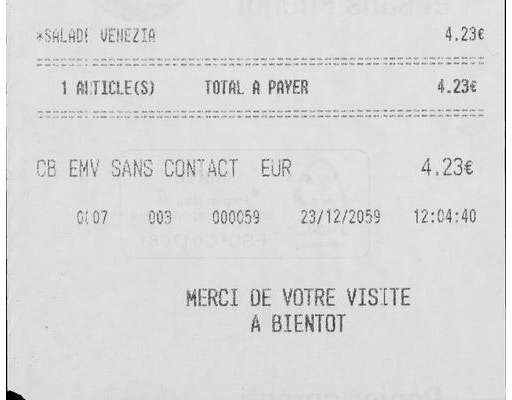 *SALADE VENEZIA 4.23€
1 ARTICLE(S) TOTAL A PAYER 4.23€
CB EMV SANS CONTACT EUR 4.23€
0007 003 000059 23/12/2059 12:04:40
MERCI DE VOTRE VISITE
A BIENTOT